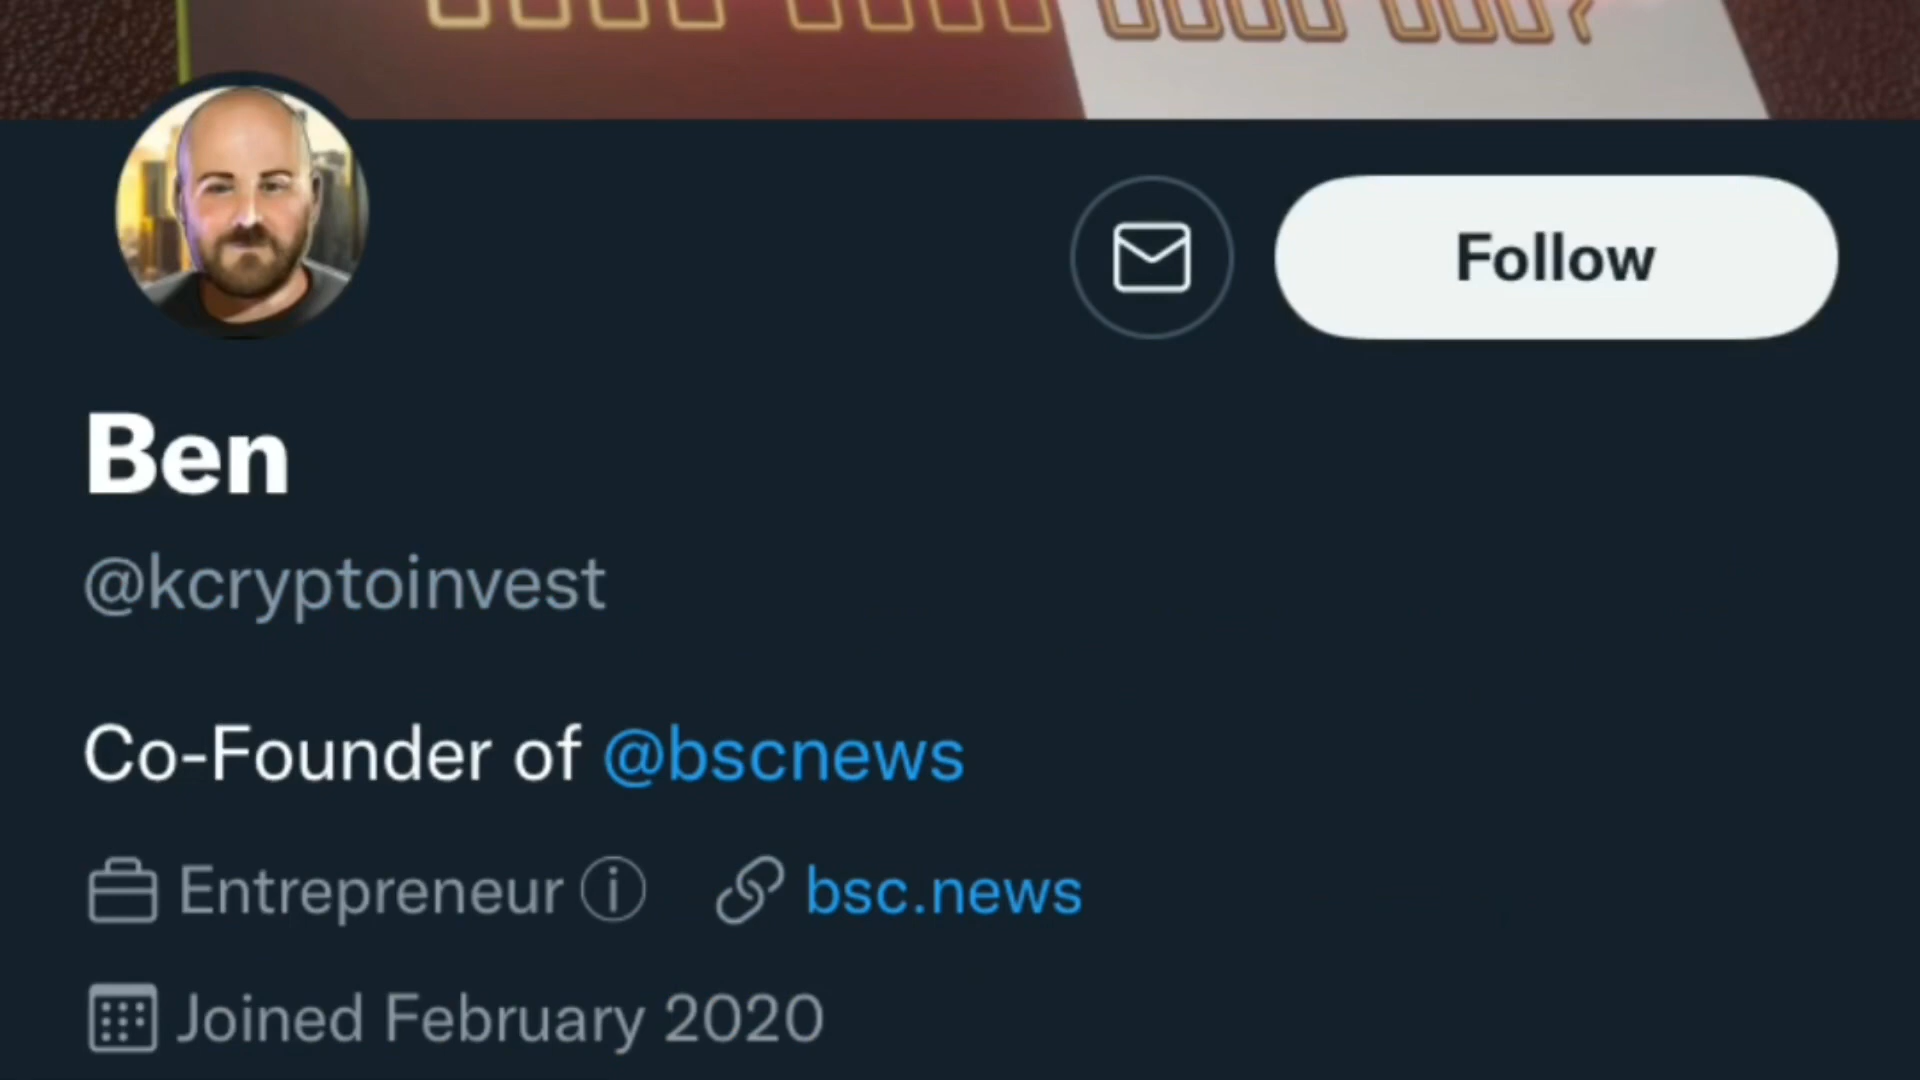 Follow
Ben
@kcryptoinvest
Co-Founder of @bscnews
Entrepreneur bsc.news
Joined February 2020